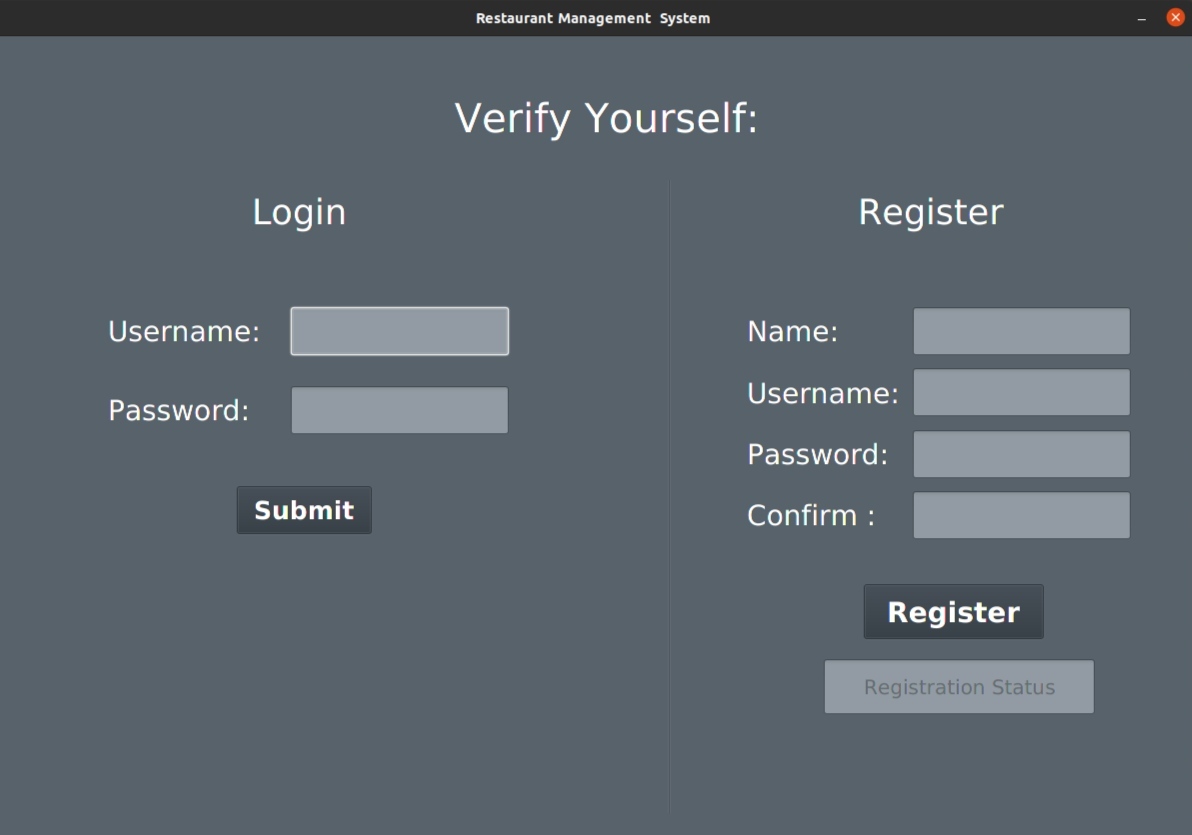 Restaurant Management  System
Verify Yourself:
Login
Username:
Password:
Submit
Register
Name:
Username:
Password:
Confirm :
Register
Registration Status